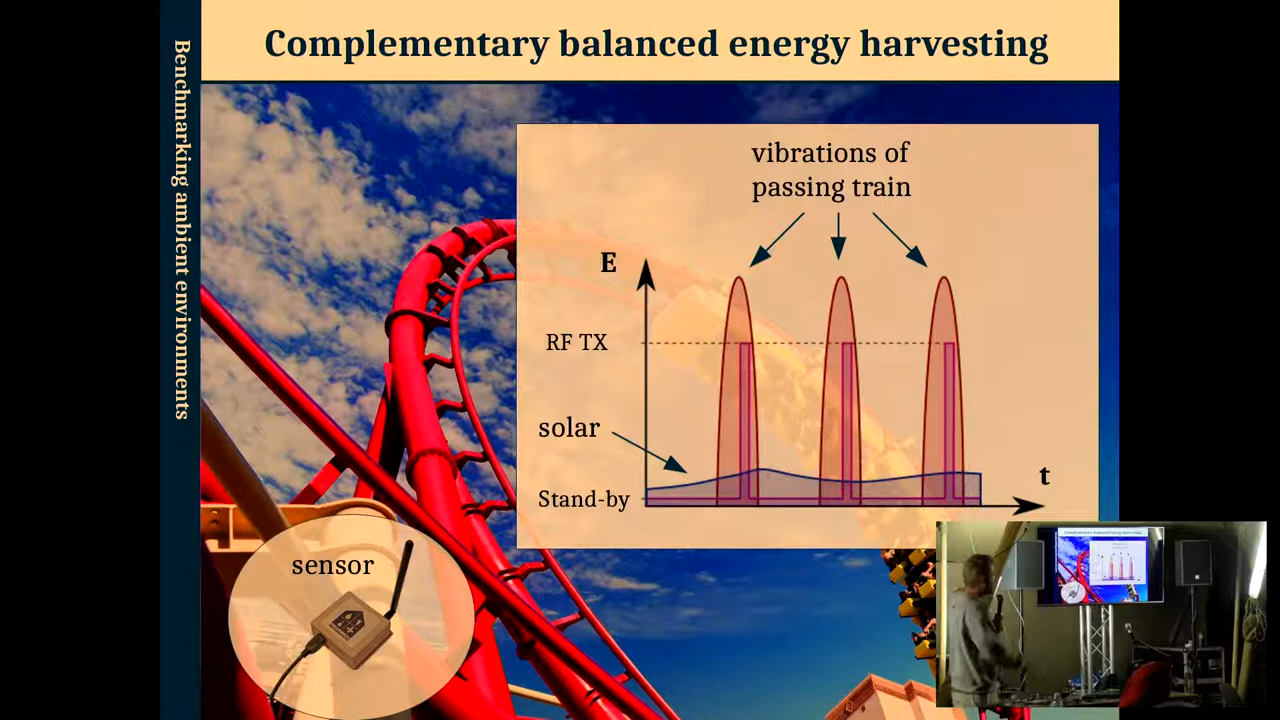 Complementary balanced energy harvesting
Benchmarking ambient environments
vibrations of
passing train
E
RF TX
solar
Stand-by
t
sensor